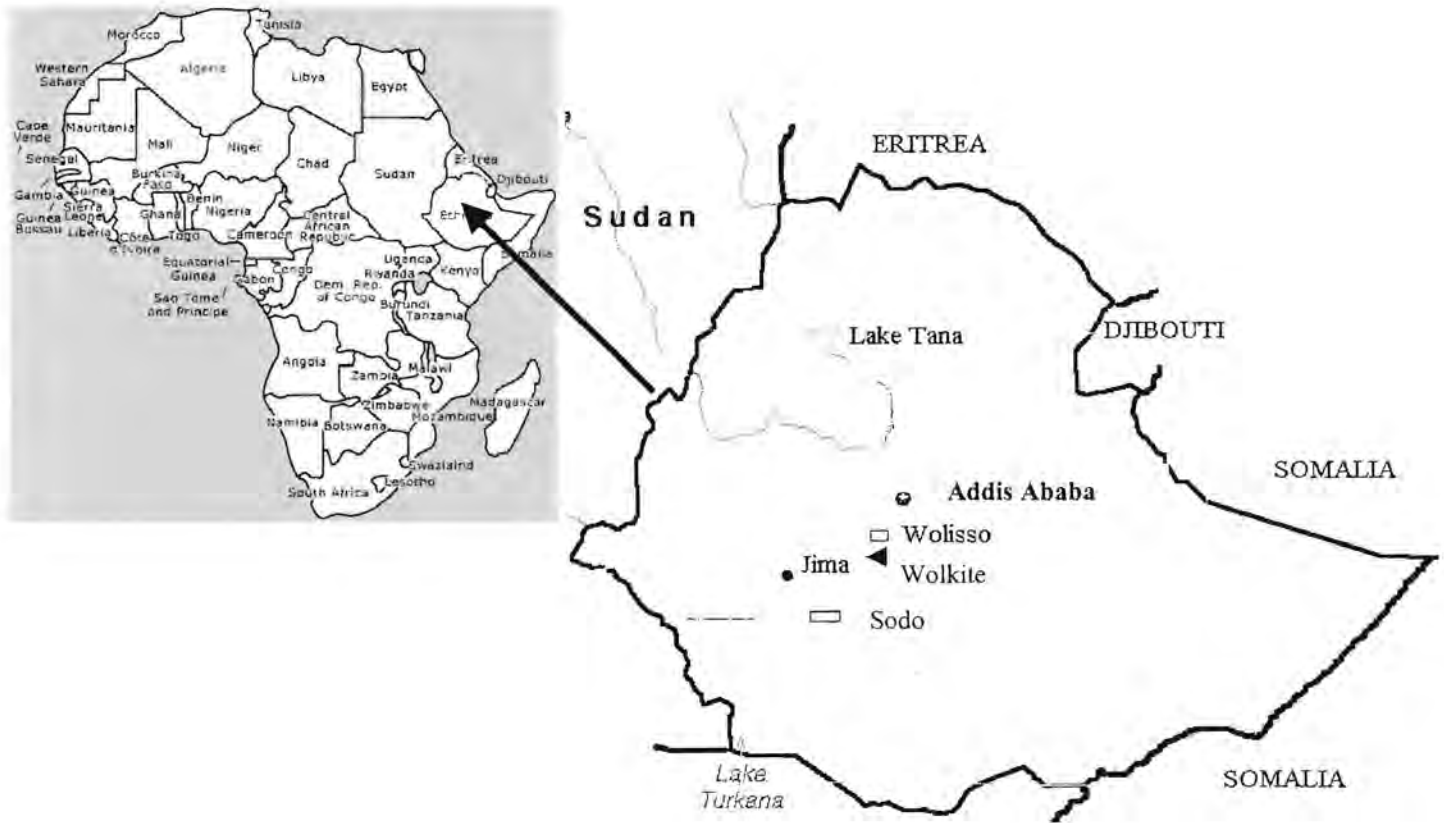 Tunisia
Morocco
Algeria
Western
Sahara
Libya
Egypt
Cape
Verde
Mauritania
Mali
Niger
Chad
Sudan
Eritrea
Djibouti
Senegal
Gambia
Guinea
Bissau
Guinea
Sierra
Leone
Liberia
Burkina
Faso
Ghana
Togo
Benin
Nigeria
Cameroon
Central
African
Republic
Eth
Somalia
Equatorial
Guinea
Gabon
Congo
Sao Tome
and Principe
Dem. Rep.
of Congo
Uganda
Rwanda
Kenya
Burundi
Tanzania
Angola
Zambia
Malawi
Zimbabwe
Mozambique
Madagascar
Namibia
Botswana
Swaziland
Lesotho
South Africa
ERITREA
Sudan
Lake Tana
DJIBOUTI
SOMALIA
Addis Ababa
Wolisso
Jima
Wolkite
Sodo
Lake
Turkana
SOMALIA